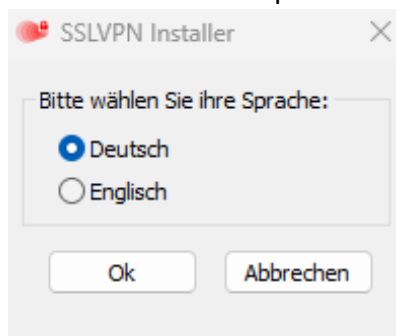 SSLVPN Installer
Bitte wählen Sie ihre Sprache:
Deutsch
Englisch
Ok
Abbrechen